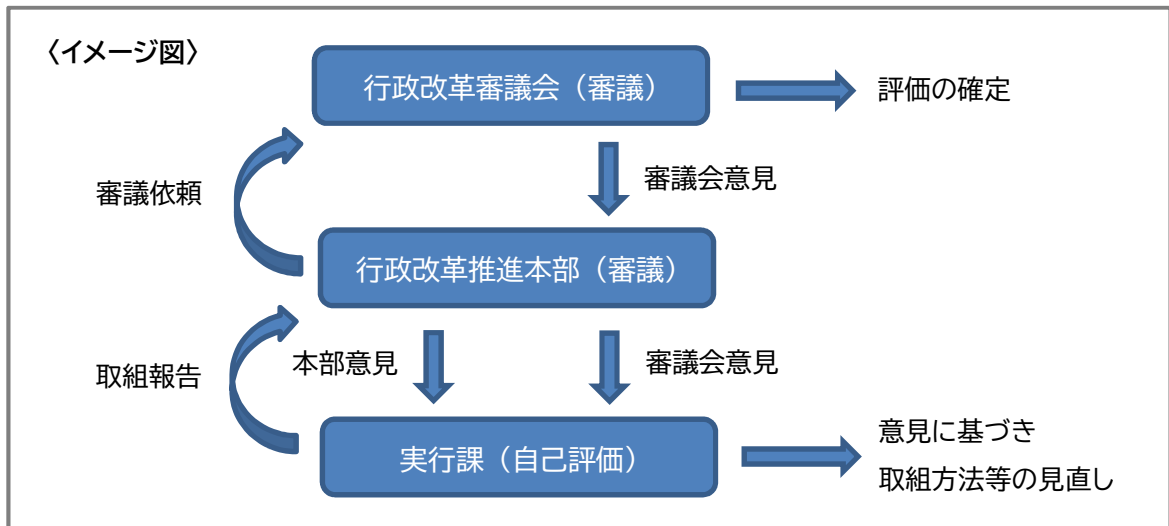 〈イメージ図〉
行政改革審議会（審議）
評価の確定
審議依頼
審議会意見
行政改革推進本部（審議）
取組報告
本部意見
審議会意見
実行課（自己評価）
意見に基づき
取組方法等の見直し